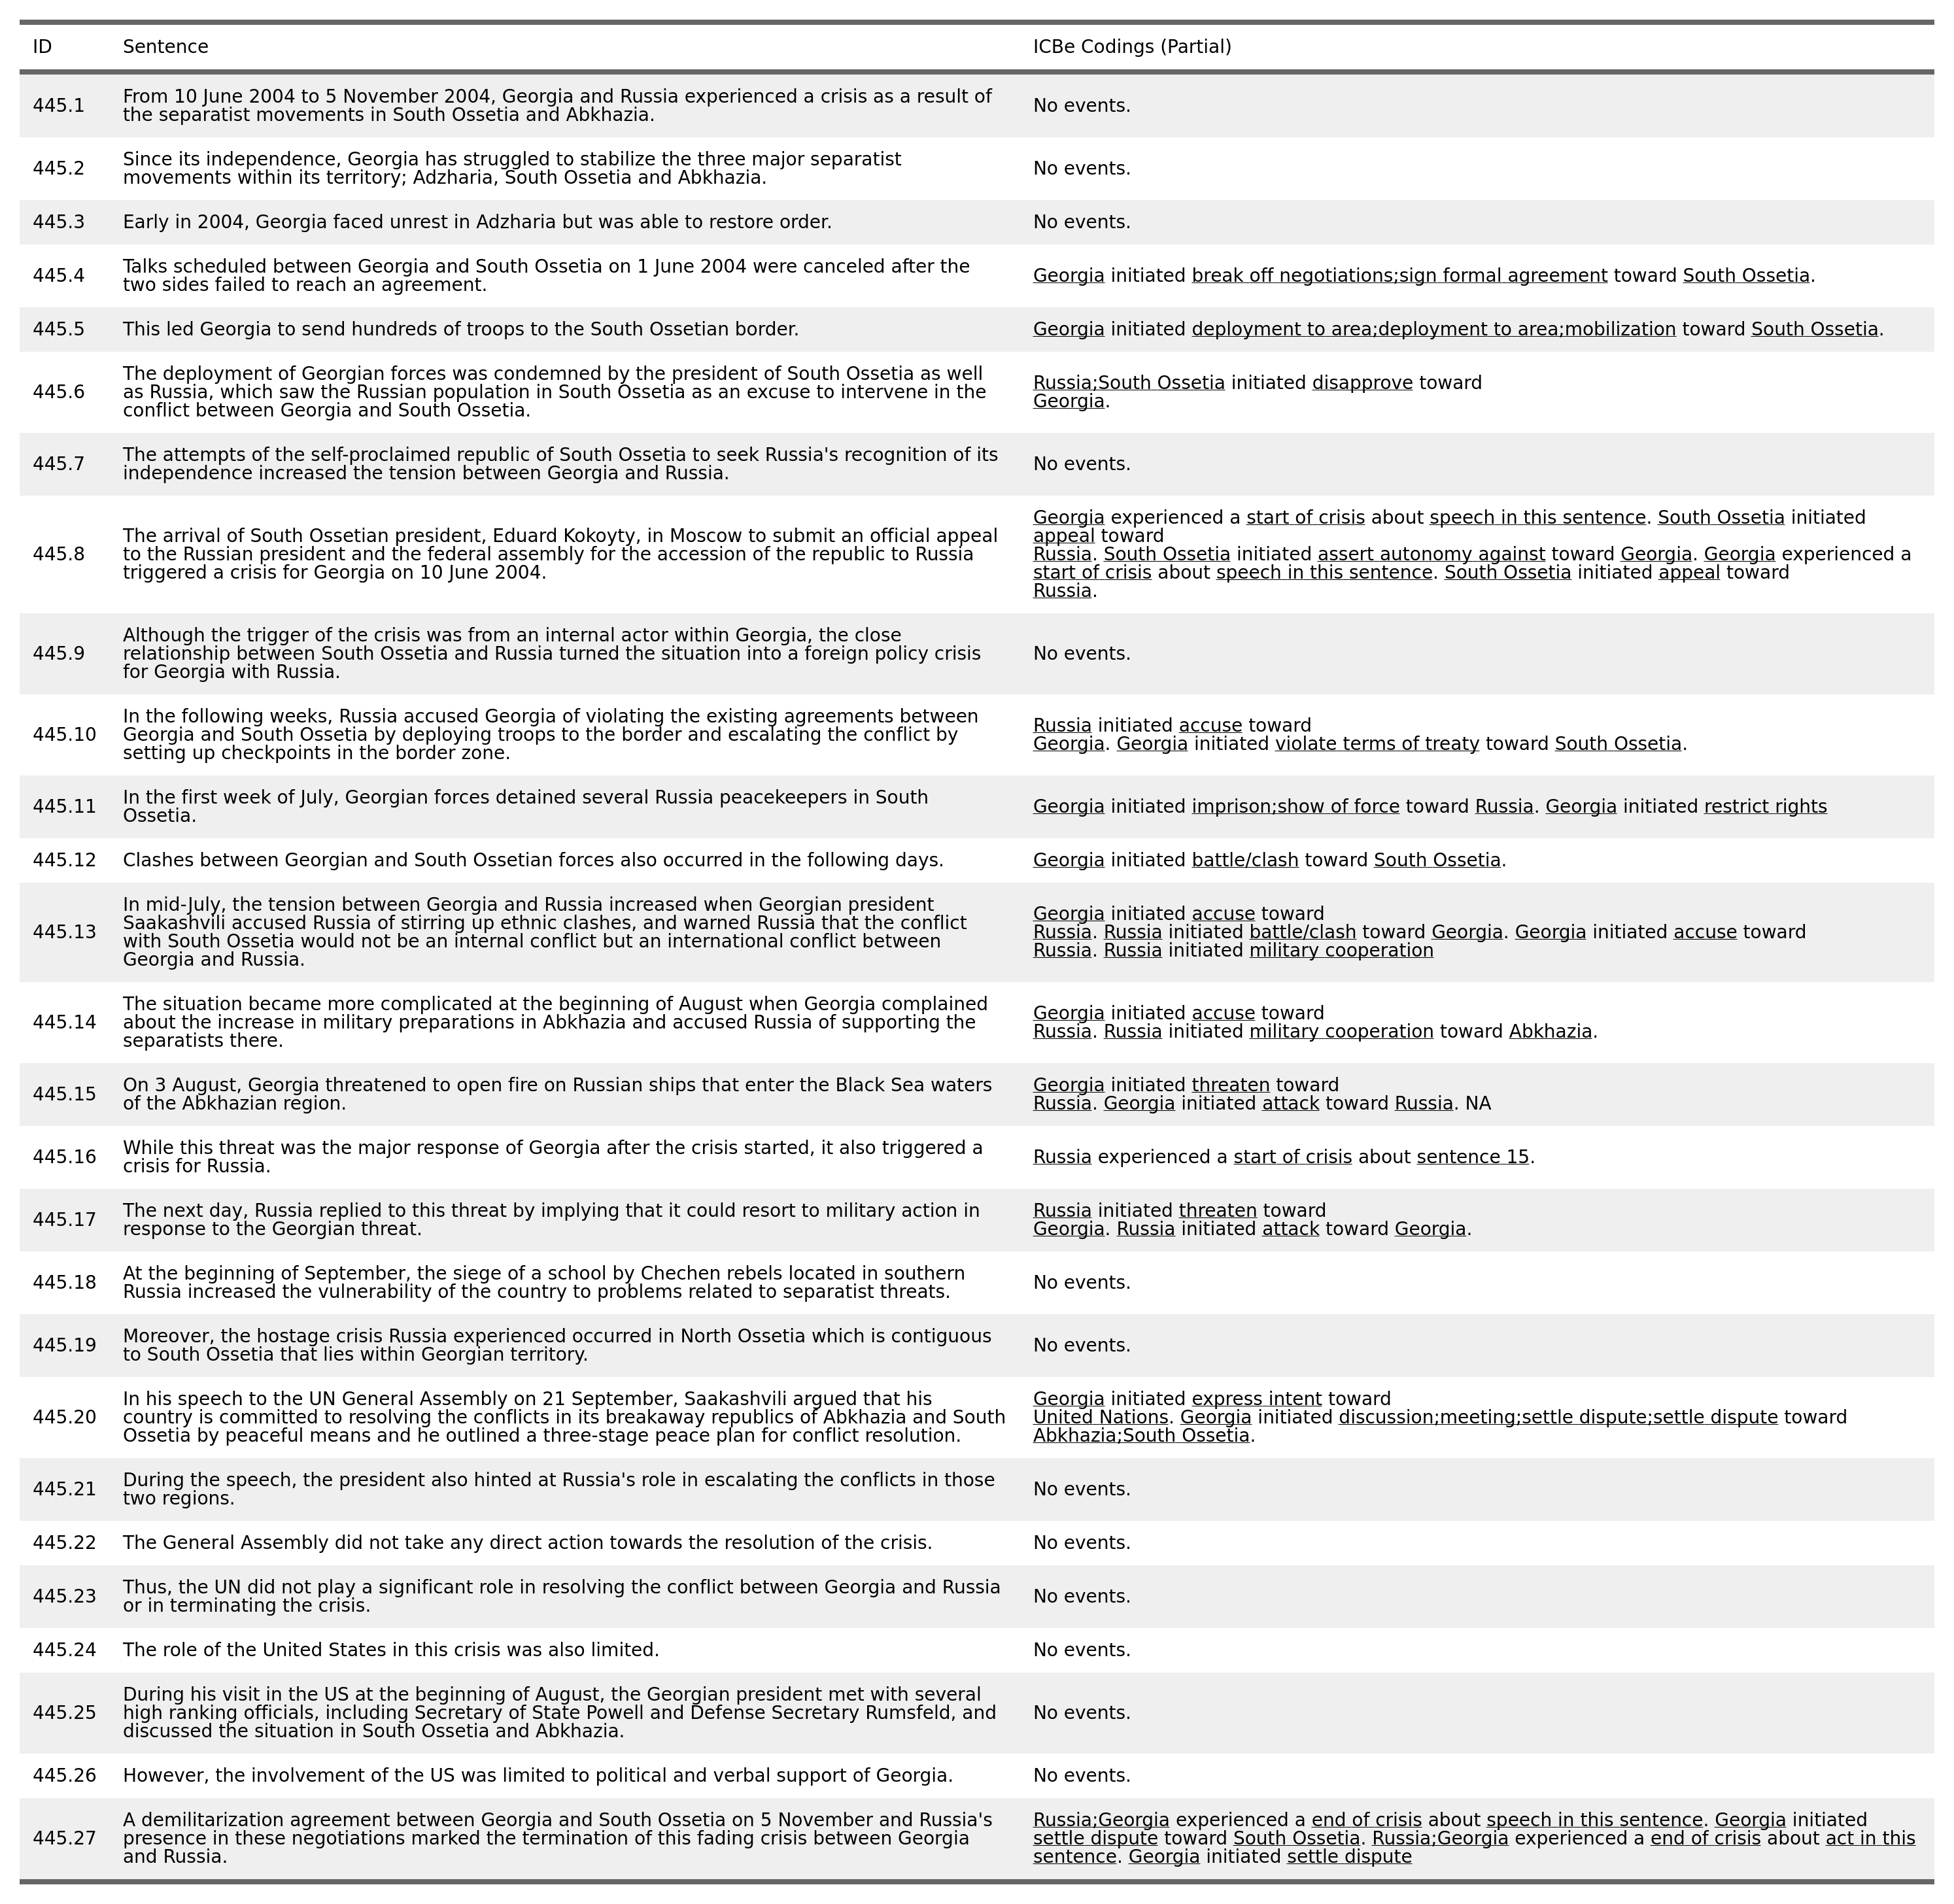 ID Sentence ICBe Codings (Partial)
445.1
From 10 June 2004 to 5 November 2004, Georgia and Russia experienced a crisis as a result of
the separatist movements in South Ossetia and Abkhazia.
No events.
445.2
Since its independence, Georgia has struggled to stabilize the three major separatist
movements within its territory; Adzharia, South Ossetia and Abkhazia.
No events.
445.3
Early in 2004, Georgia faced unrest in Adzharia but was able to restore order.
No events.
445.4
Talks scheduled between Georgia and South Ossetia on 1 June 2004 were canceled after the
two sides failed to reach an agreement.
Georgia initiated break off negotiations;sign formal agreement toward South Ossetia.
445.5
This led Georgia to send hundreds of troops to the South Ossetian border.
Georgia initiated deployment to area;deployment to area;mobilization toward South Ossetia.
445.6
The deployment of Georgian forces was condemned by the president of South Ossetia as well
as Russia, which saw the Russian population in South Ossetia as an excuse to intervene in the
conflict between Georgia and South Ossetia.
Russia;South Ossetia initiated disapprove toward
Georgia.
445.7
The attempts of the self-proclaimed republic of South Ossetia to seek Russia's recognition of its
independence increased the tension between Georgia and Russia.
No events.
445.8
The arrival of South Ossetian president, Eduard Kokoyty, in Moscow to submit an official appeal
to the Russian president and the federal assembly for the accession of the republic to Russia
triggered a crisis for Georgia on 10 June 2004.
Georgia experienced a start of crisis about speech in this sentence. South Ossetia initiated
appeal toward
Russia. South Ossetia initiated assert autonomy against toward Georgia. Georgia experienced a
start of crisis about speech in this sentence. South Ossetia initiated appeal toward
Russia.
445.9
Although the trigger of the crisis was from an internal actor within Georgia, the close
relationship between South Ossetia and Russia turned the situation into a foreign policy crisis
for Georgia with Russia.
No events.
445.10
In the following weeks, Russia accused Georgia of violating the existing agreements between
Georgia and South Ossetia by deploying troops to the border and escalating the conflict by
setting up checkpoints in the border zone.
Russia initiated accuse toward
Georgia. Georgia initiated violate terms of treaty toward South Ossetia.
445.11
In the first week of July, Georgian forces detained several Russia peacekeepers in South
Ossetia.
Georgia initiated imprison;show of force toward Russia. Georgia initiated restrict rights
445.12
Clashes between Georgian and South Ossetian forces also occurred in the following days.
Georgia initiated battle/clash toward South Ossetia.
445.13
In mid-July, the tension between Georgia and Russia increased when Georgian president
Saakashvili accused Russia of stirring up ethnic clashes, and warned Russia that the conflict
with South Ossetia would not be an internal conflict but an international conflict between
Georgia and Russia.
Georgia initiated accuse toward
Russia. Russia initiated battle/clash toward Georgia. Georgia initiated accuse toward
Russia. Russia initiated military cooperation
445.14
The situation became more complicated at the beginning of August when Georgia complained
about the increase in military preparations in Abkhazia and accused Russia of supporting the
separatists there.
Georgia initiated accuse toward
Russia. Russia initiated military cooperation toward Abkhazia.
445.15
On 3 August, Georgia threatened to open fire on Russian ships that enter the Black Sea waters
of the Abkhazian region.
Georgia initiated threaten toward
Russia. Georgia initiated attack toward Russia. NA
445.16
While this threat was the major response of Georgia after the crisis started, it also triggered a
crisis for Russia.
Russia experienced a start of crisis about sentence 15.
445.17
The next day, Russia replied to this threat by implying that it could resort to military action in
response to the Georgian threat.
Russia initiated threaten toward
Georgia. Russia initiated attack toward Georgia.
445.18
At the beginning of September, the siege of a school by Chechen rebels located in southern
Russia increased the vulnerability of the country to problems related to separatist threats.
No events.
445.19
Moreover, the hostage crisis Russia experienced occurred in North Ossetia which is contiguous
to South Ossetia that lies within Georgian territory.
No events.
445.20
In his speech to the UN General Assembly on 21 September, Saakashvili argued that his
country is committed to resolving the conflicts in its breakaway republics of Abkhazia and South
Ossetia by peaceful means and he outlined a three-stage peace plan for conflict resolution.
Georgia initiated express intent toward
United Nations. Georgia initiated discussion;meeting;settle dispute;settle dispute toward
Abkhazia;South Ossetia.
445.21
During the speech, the president also hinted at Russia's role in escalating the conflicts in those
two regions.
No events.
445.22
The General Assembly did not take any direct action towards the resolution of the crisis.
No events.
445.23
Thus, the UN did not play a significant role in resolving the conflict between Georgia and Russia
or in terminating the crisis.
No events.
445.24
The role of the United States in this crisis was also limited.
No events.
445.25
During his visit in the US at the beginning of August, the Georgian president met with several
high ranking officials, including Secretary of State Powell and Defense Secretary Rumsfeld, and
discussed the situation in South Ossetia and Abkhazia.
No events.
445.26
However, the involvement of the US was limited to political and verbal support of Georgia.
No events.
445.27
A demilitarization agreement between Georgia and South Ossetia on 5 November and Russia's
presence in these negotiations marked the termination of this fading crisis between Georgia
and Russia.
Russia;Georgia experienced a end of crisis about speech in this sentence. Georgia initiated
settle dispute toward South Ossetia. Russia;Georgia experienced a end of crisis about act in this
sentence. Georgia initiated settle dispute